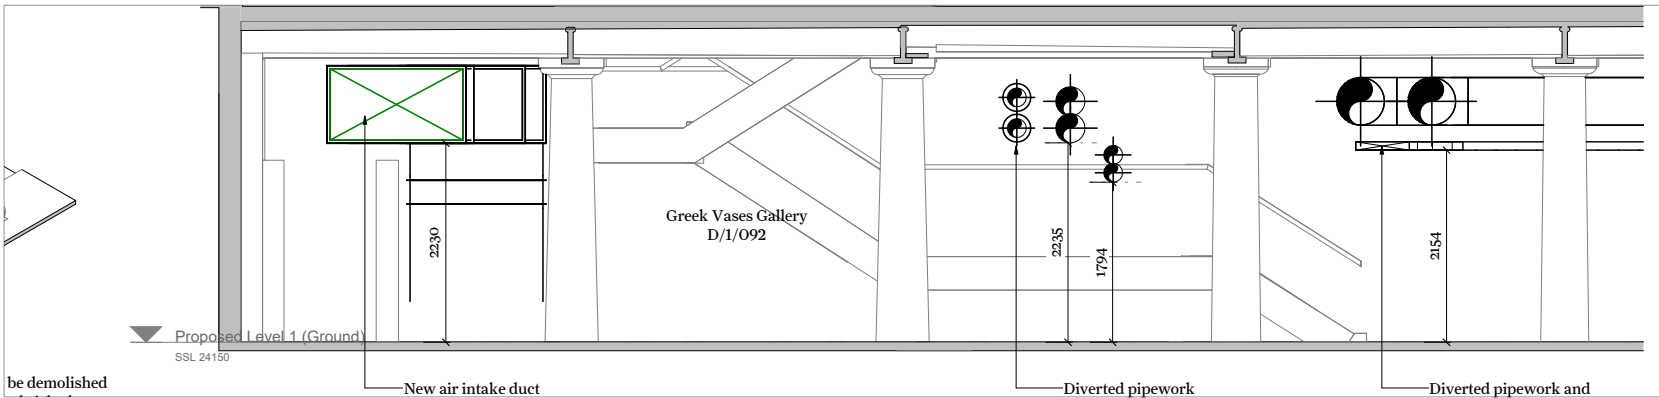 Greek Vases Gallery
D/1/092
2230
2235
1794
2154
Proposed Level 1 (Ground)
SSL 24150
be demolished
New air intake duct
Diverted pipework
Diverted pipework and